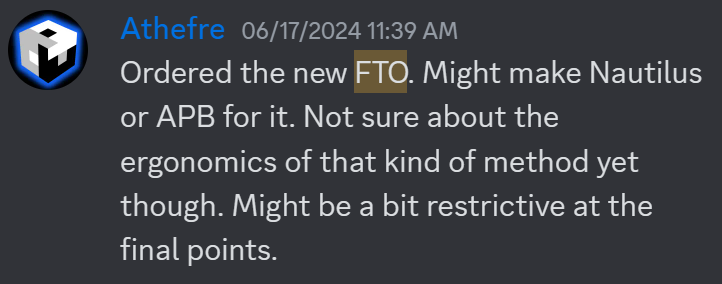 Athefre 06/17/2024 11:39 AM
Ordered the new FTO. Might make Nautilus
or APB for it. Not sure about the
ergonomics of that kind of method yet
though. Might be a bit restrictive at the
final points.